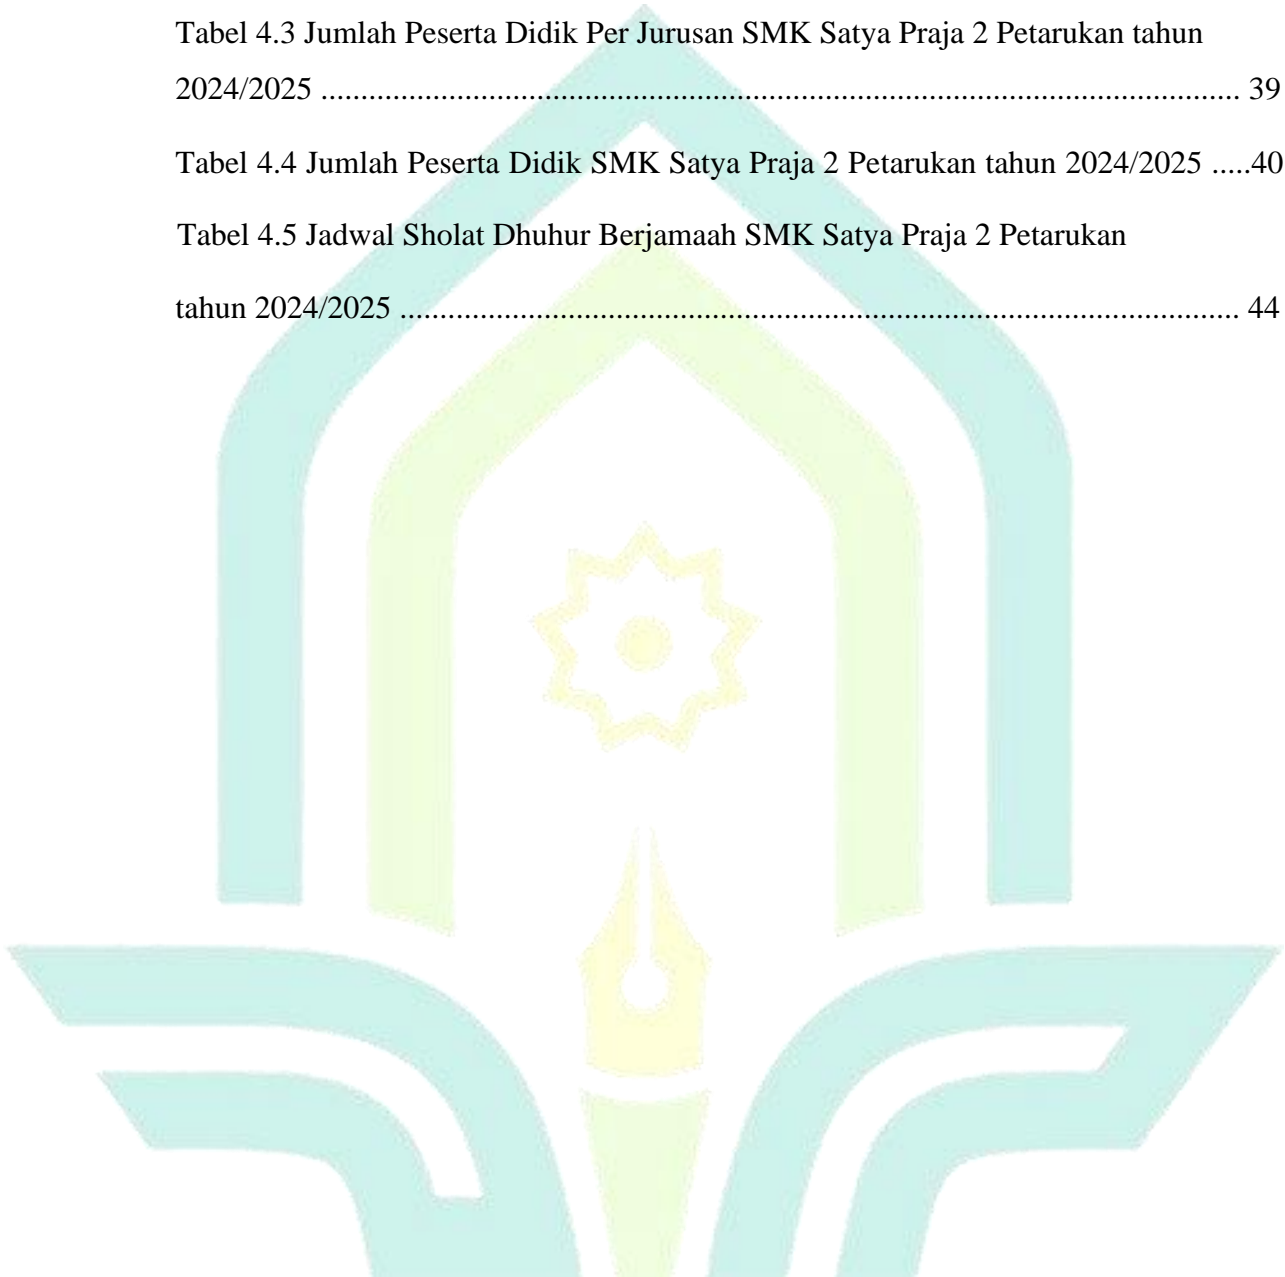 Tabel 4.3 Jumlah Peserta Didik Per Jurusan SMK Satya Praja 2 Petarukan tahun
2024/2025 .................................................................................................................... 39
Tabel 4.4 Jumlah Peserta Didik SMK Satya Praja 2 Petarukan tahun 2024/2025 .....40
Tabel 4.5 Jadwal Sholat Dhuhur Berjamaah SMK Satya Praja 2 Petarukan
tahun 2024/2025 .......................................................................................................... 44